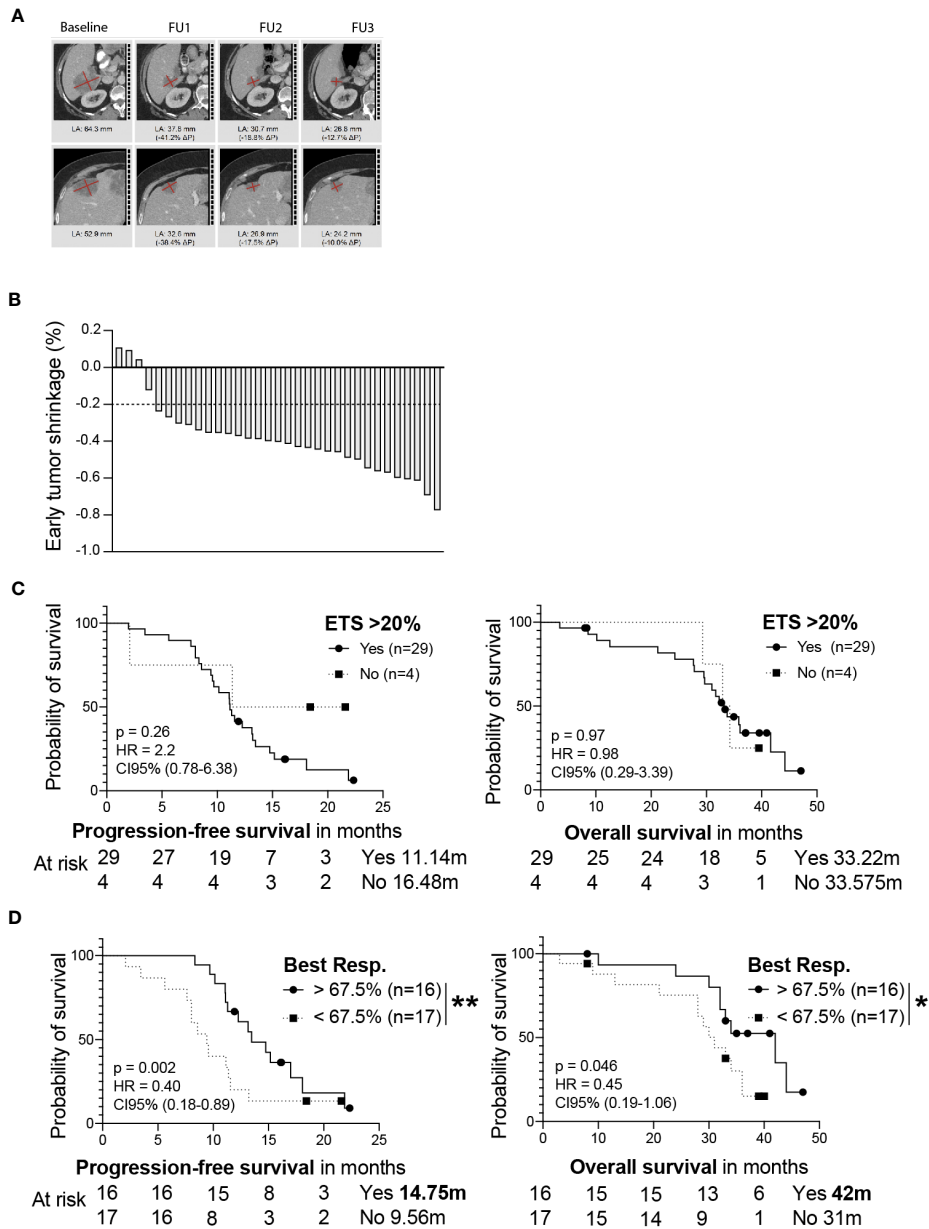 A
Baseline FU1 FU2 FU3
LA: 64.3 mm
LA: 37.8 mm
(-41.2% ΔP)
LA: 30.7 mm
(-18.8% ΔP)
LA: 26.8 mm
(-12.7% ΔP)
LA: 52.9 mm
LA: 32.6 mm
(-38.4% ΔP)
LA: 26.9 mm
(-17.5% ΔP)
LA: 24.2 mm
(-10.0% ΔP)
B
Early tumor shrinkage (%)
0.2
0.0
-0.2
-0.4
-0.6
-0.8
-1.0
C
Probability of survival
100
50
0
ETS >20%
Yes (n=29)
No (n=4)
p = 0.26
HR = 2.2
CI95% (0.78-6.38)
0 5 10 15 20 25
Progression-free survival in months
At risk
29 27 19 7 3 Yes 11.14m
4 4 4 3 2 No 16.48m
Probability of survival
100
50
0
ETS >20%
Yes (n=29)
No (n=4)
p = 0.97
HR = 0.98
CI95% (0.29-3.39)
0 10 20 30 40 50
Overall survival in months
29 25 24 18 5 Yes 33.22m
4 4 4 3 1 No 33.575m
D
Probability of survival
100
50
0
Best Resp.
> 67.5% (n=16)
< 67.5% (n=17)
**
p = 0.002
HR = 0.40
CI95% (0.18-0.89)
0 5 10 15 20 25
Progression-free survival in months
At risk
16 16 15 8 3 Yes 14.75m
17 16 8 3 2 No 9.56m
Probability of survival
100
50
0
Best Resp.
> 67.5% (n=16)
< 67.5% (n=17)
*
p = 0.046
HR = 0.45
CI95% (0.19-1.06)
0 10 20 30 40 50
Overall survival in months
16 15 15 13 6 Yes 42m
17 15 14 9 1 No 31m